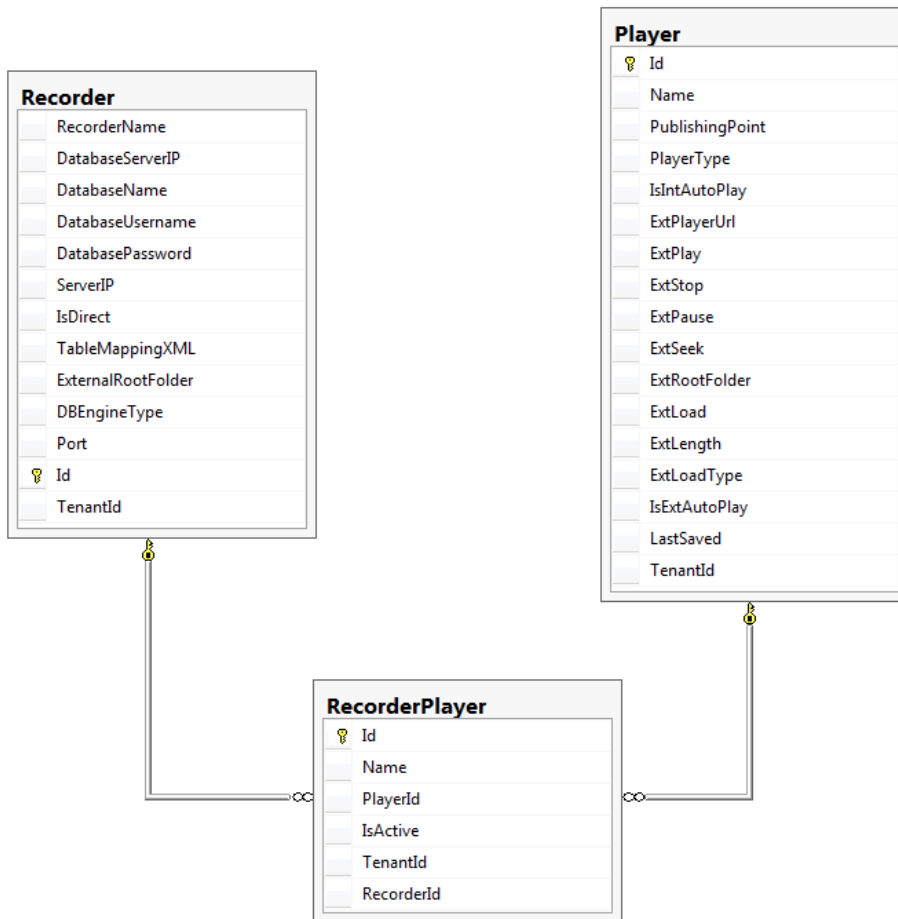 Recorder
RecorderName
DatabaseServerIP
DatabaseName
DatabaseUsername
DatabasePassword
ServerIP
IsDirect
TableMappingXML
ExternalRootFolder
DBEngineType
Port
Id
TenantId
Player
Id
Name
PublishingPoint
PlayerType
IsIntAutoPlay
ExtPlayerUrl
ExtPlay
ExtStop
ExtPause
ExtSeek
ExtRootFolder
ExtLoad
ExtLength
ExtLoadType
IsExtAutoPlay
LastSaved
TenantId
RecorderPlayer
Id
Name
PlayerId
IsActive
TenantId
RecorderId